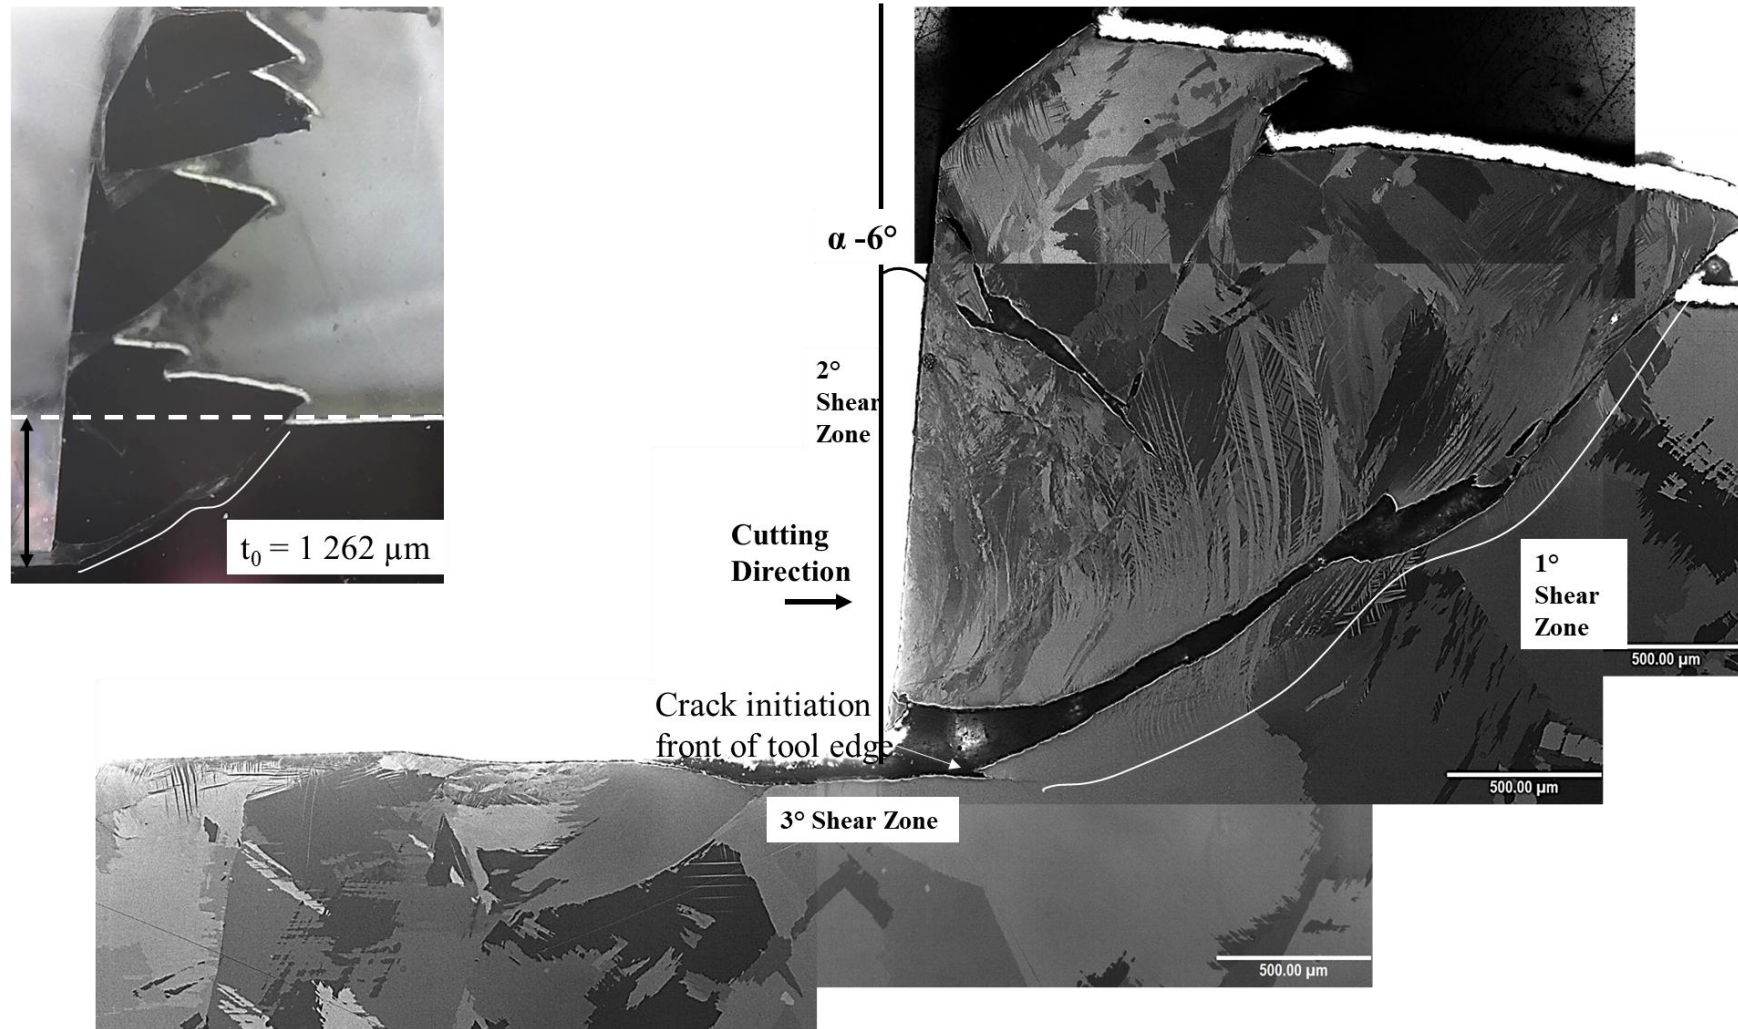 t₀ = 1 262 µm
α -6°
2°
Shear
Zone
Cutting
Direction
1°
Shear
Zone
500.00 µm
Crack initiation
front of tool edge
500.00 µm
3° Shear Zone
500.00 µm